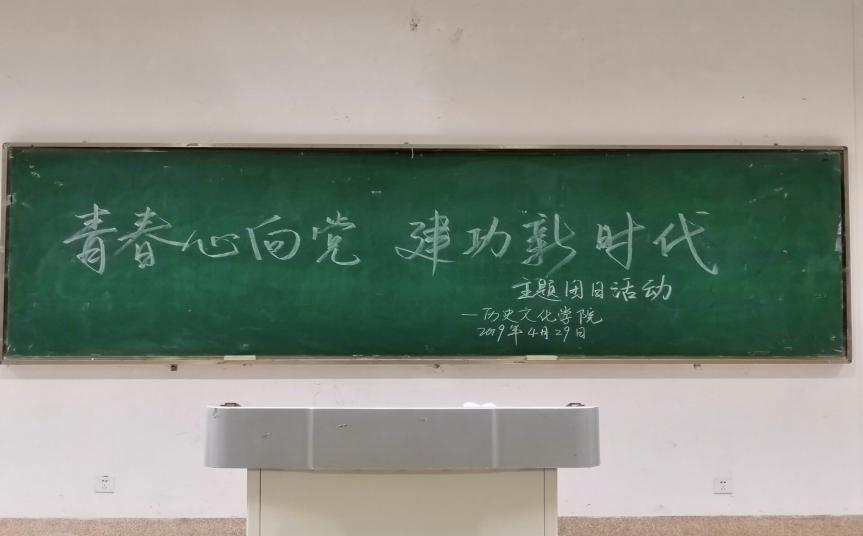 青春心向党 建功新时代
主题团日活动
—历史文化学院
2019年4月29日